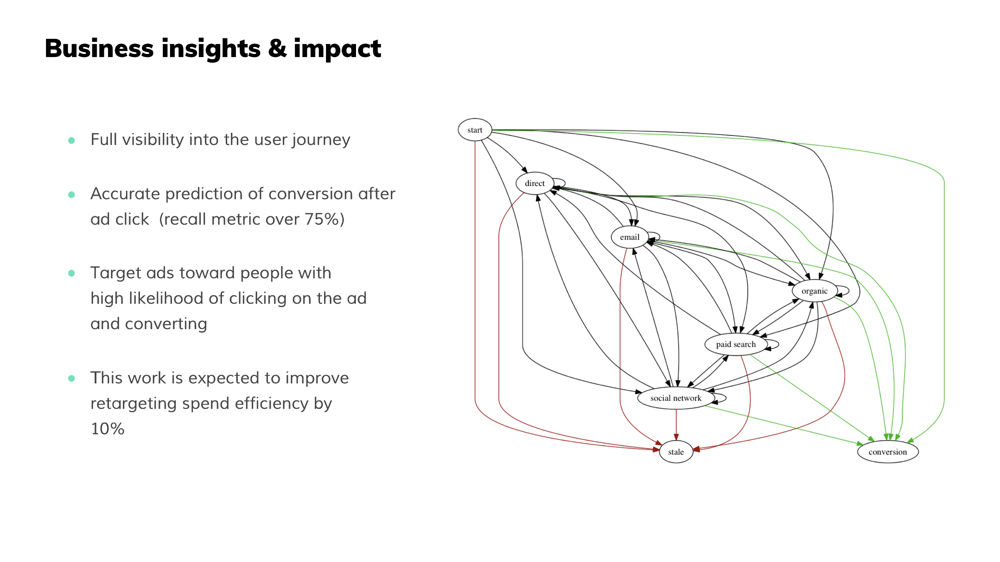 Business insights & impact
Full visibility into the user journey
Accurate prediction of conversion after
ad click (recall metric over 75%)
Target ads toward people with
high likelihood of clicking on the ad
and converting
This work is expected to improve
retargeting spend efficiency by
10%
start
direct
email
organic
paid search
social network
stale
conversion